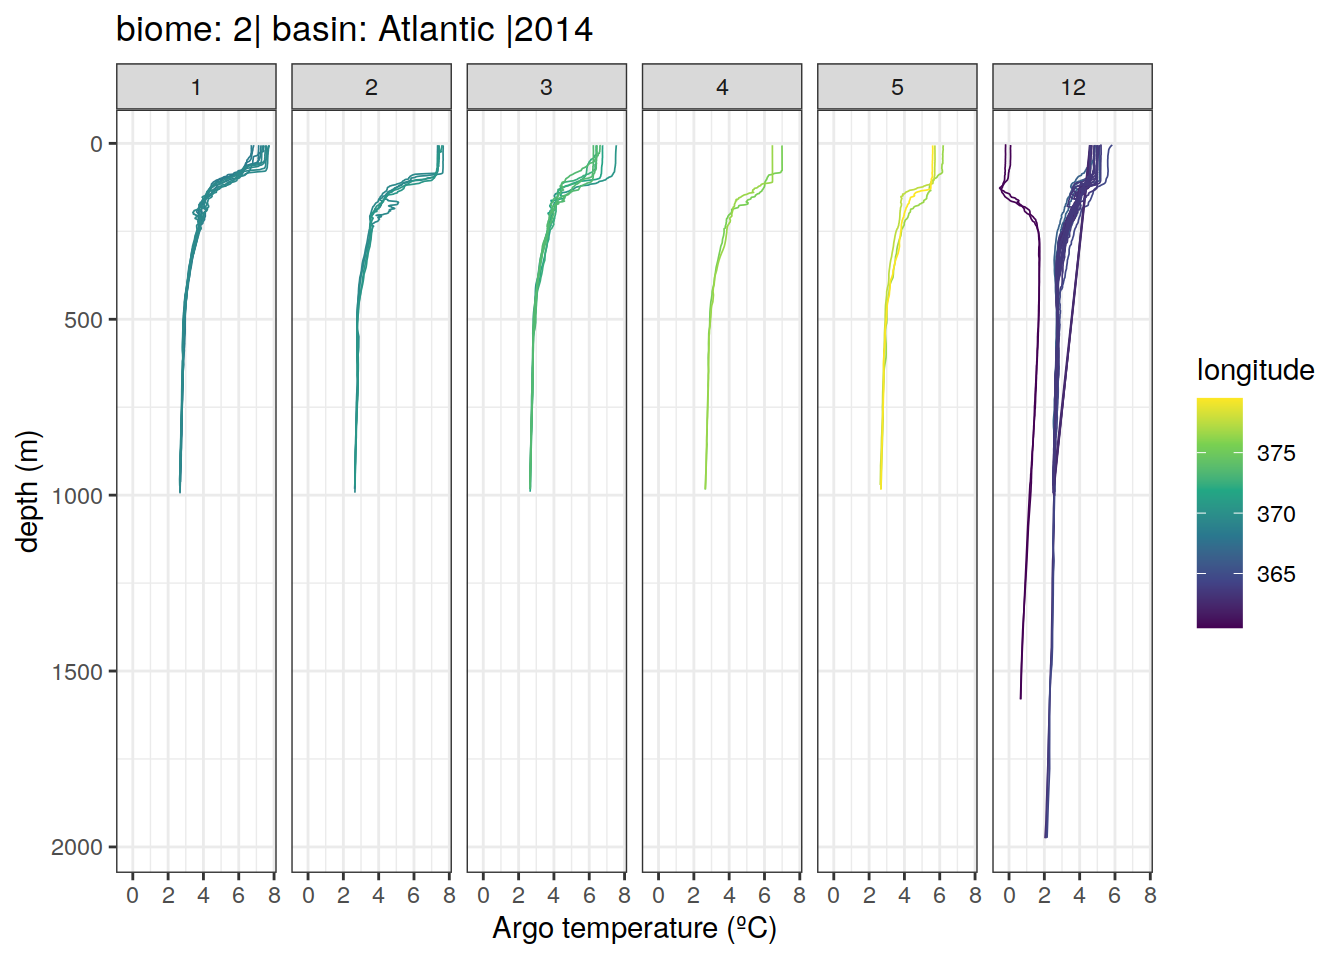 biome: 2| basin: Atlantic |2014
1 2 3 4 5 12
0
500
1000
1500
2000
depth (m)
0 2 4 6 8 0 2 4 6 8 0 2 4 6 8 0 2 4 6 8 0 2 4 6 8 0 2 4 6 8
Argo temperature (ºC)
longitude
375
370
365